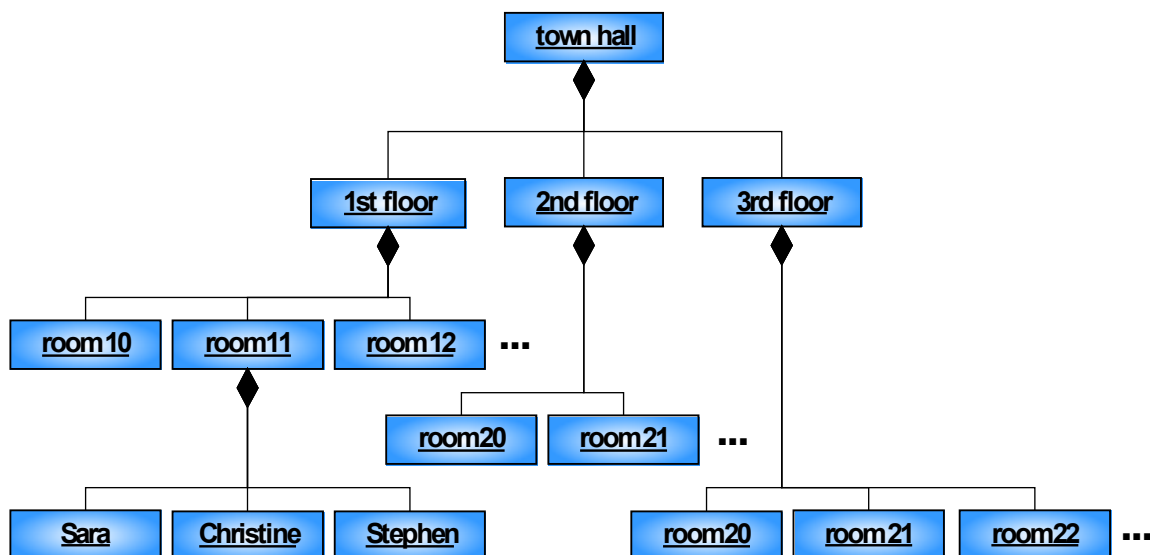 town hall
1st floor
2nd floor
3rd floor
room10
room11
room12
...
room20
room21
...
Sara
Christine
Stephen
room20
room21
room22
...